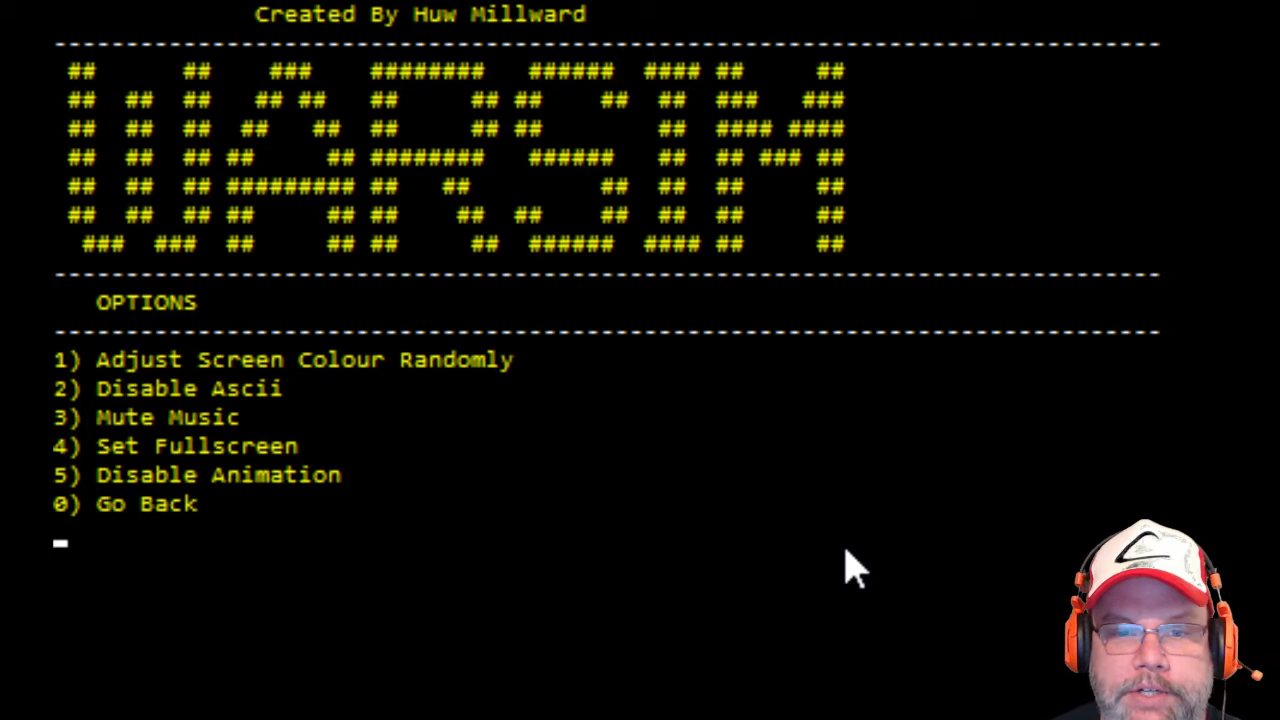 Created By Huw Millward
WARSIM
OPTIONS
1) Adjust Screen Colour Randomly
2) Disable Ascii
3) Mute Music
4) Set Fullscreen
5) Disable Animation
0) Go Back